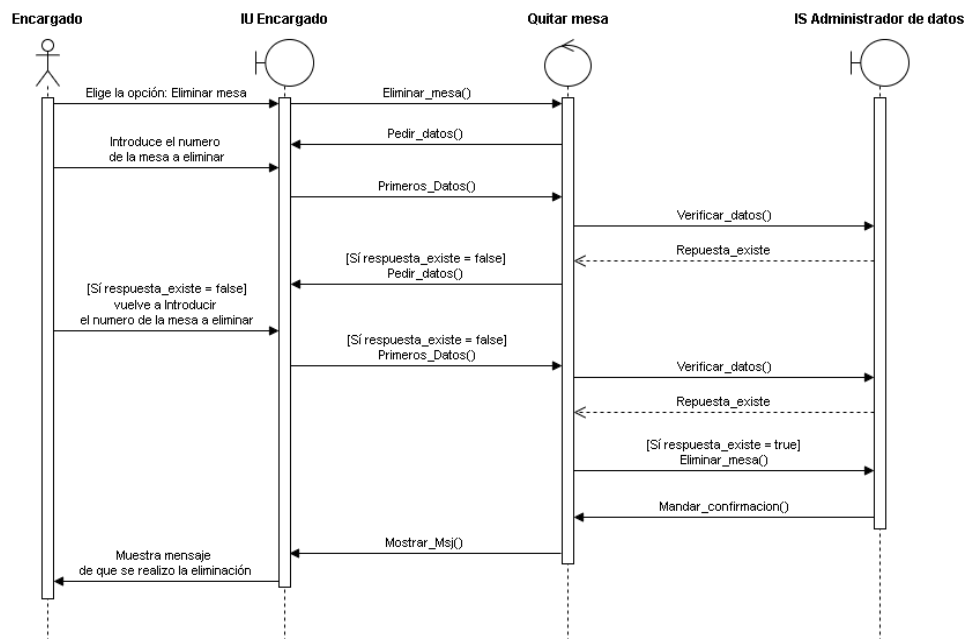 Encargado
IU Encargado
Quitar mesa
IS Administrador de datos
Elige la opción: Eliminar mesa
Eliminar_mesa()
Pedir_datos()
Introduce el numero
de la mesa a eliminar
Primeros_Datos()
Verificar_datos()
Repuesta_existe
[Sí respuesta_existe = false]
Pedir_datos()
[Sí respuesta_existe = false]
vuelve a Introducir
el numero de la mesa a eliminar
[Sí respuesta_existe = false]
Primeros_Datos()
Verificar_datos()
Repuesta_existe
[Sí respuesta_existe = true]
Eliminar_mesa()
Mandar_confirmacion()
Mostrar_Msj()
Muestra mensaje
de que se realizo la eliminación